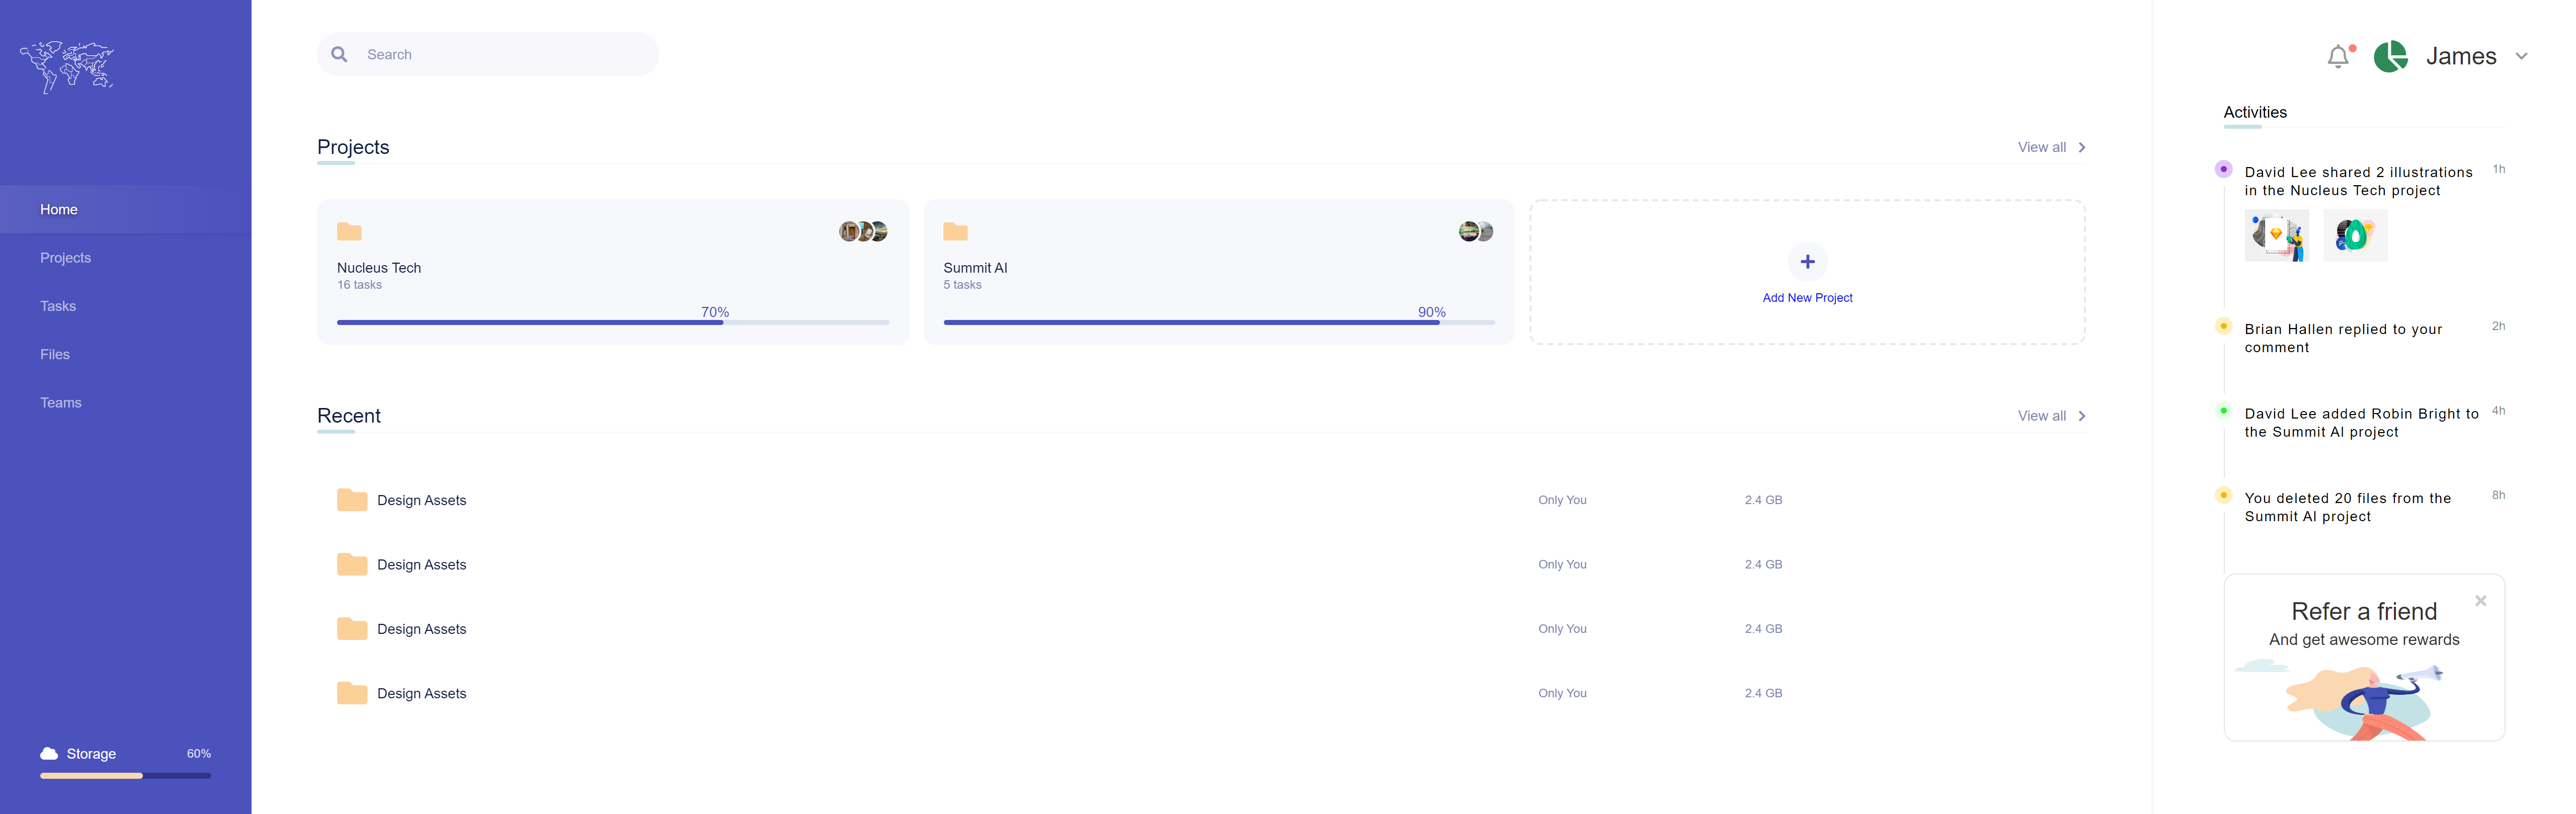 Search
James
Home
Projects
Tasks
Files
Teams
Storage
60%
Projects
View all
Nucleus Tech
16 tasks
70%
Summit AI
5 tasks
90%
Add New Project
Recent
View all
Design Assets
Only You
2.4 GB
Design Assets
Only You
2.4 GB
Design Assets
Only You
2.4 GB
Design Assets
Only You
2.4 GB
Activities
David Lee shared 2 illustrations
1h
in the Nucleus Tech project
Brian Hallen replied to your
2h
comment
David Lee added Robin Bright to
4h
the Summit AI project
You deleted 20 files from the
8h
Summit AI project
Refer a friend
And get awesome rewards